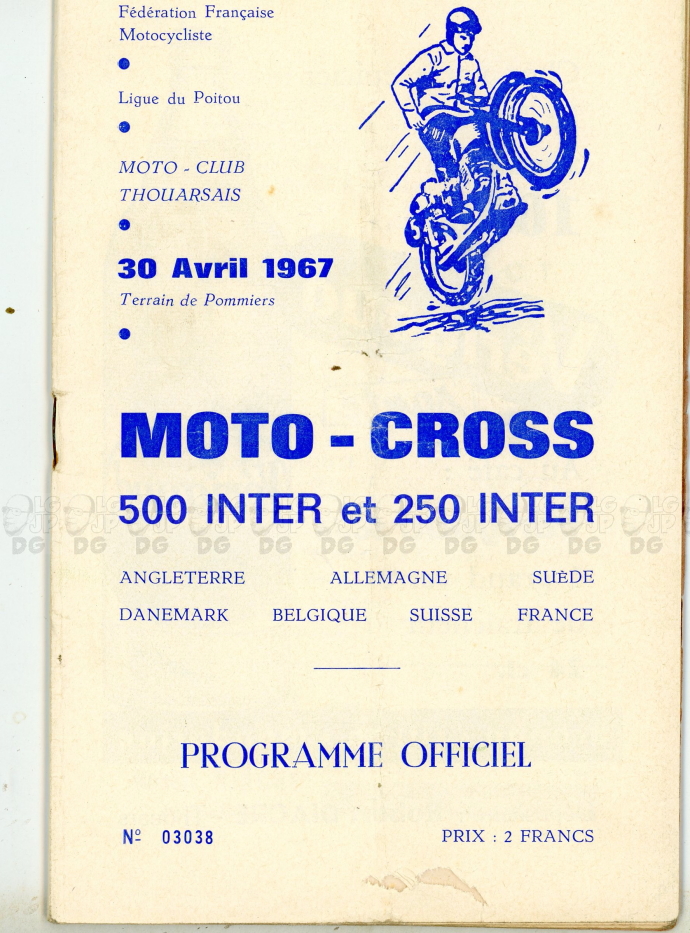 Fédération Française
Motocycliste
Ligue du Poitou
MOTO - CLUB
THOUARSAIS
30 Avril 1967
Terrain de Pommiers
MOTO - CROSS
500 INTER et 250 INTER
ANGLETERRE ALLEMAGNE SUÈDE
DANEMARK BELGIQUE SUISSE FRANCE
PROGRAMME OFFICIEL
Nº 03038 PRIX : 2 FRANCS